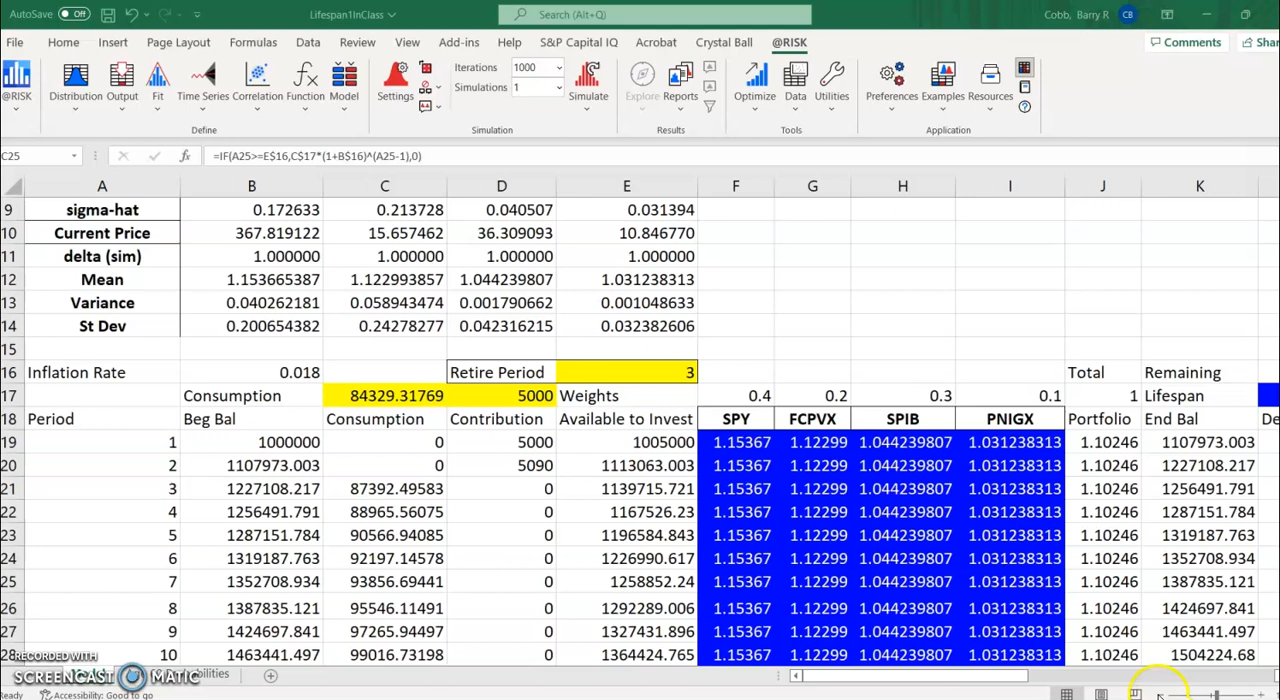 AutoSave Off Lifespan1InClass Search (Alt+Q) Cobb, Barry R CB
File Home Insert Page Layout Formulas Data Review View Add-ins Help S&P Capital IQ Acrobat Crystal Ball @RISK Comments Shar
Iterations 1000
Simulations 1
@RISK Distribution Output Fit Time Series Correlation Function Model Settings Simulate Explore Reports Optimize Data Utilities Preferences Examples Resources
Define Simulation Results Tools Application
C25 fx =IF(A25>=E$16,C$17*(1+B$16)^(A25-1),0)
A B C D E F G H I J K
9 sigma-hat 0.172633 0.213728 0.040507 0.031394
10 Current Price 367.819122 15.657462 36.309093 10.846770
11 delta (sim) 1.000000 1.000000 1.000000 1.000000
12 Mean 1.153665387 1.122993857 1.044239807 1.031238313
13 Variance 0.040262181 0.058943474 0.001790662 0.001048633
14 St Dev 0.200654382 0.24278277 0.042316215 0.032382606
15
16 Inflation Rate 0.018 Retire Period 3 Total Remaining
17 Consumption 84329.31769 5000 Weights 0.4 0.2 0.3 0.1 1 Lifespan
18 Period Beg Bal Consumption Contribution Available to Invest SPY FCPVX SPIB PNIGX Portfolio End Bal De
19 1 1000000 0 5000 1005000 1.15367 1.12299 1.044239807 1.031238313 1.10246 1107973.003
20 2 1107973.003 0 5090 1113063.003 1.15367 1.12299 1.044239807 1.031238313 1.10246 1227108.217
21 3 1227108.217 87392.49583 0 1139715.721 1.15367 1.12299 1.044239807 1.031238313 1.10246 1256491.791
22 4 1256491.791 88965.56075 0 1167526.23 1.15367 1.12299 1.044239807 1.031238313 1.10246 1287151.784
23 5 1287151.784 90566.94085 0 1196584.843 1.15367 1.12299 1.044239807 1.031238313 1.10246 1319187.763
24 6 1319187.763 92197.14578 0 1226990.617 1.15367 1.12299 1.044239807 1.031238313 1.10246 1352708.934
25 7 1352708.934 93856.69441 0 1258852.24 1.15367 1.12299 1.044239807 1.031238313 1.10246 1387835.121
26 8 1387835.121 95546.11491 0 1292289.006 1.15367 1.12299 1.044239807 1.031238313 1.10246 1424697.841
27 9 1424697.841 97265.94497 0 1327431.896 1.15367 1.12299 1.044239807 1.031238313 1.10246 1463441.497
28 10 1463441.497 99016.73198 0 1364424.765 1.15367 1.12299 1.044239807 1.031238313 1.10246 1504224.68
RECORDED WITH
SCREENCAST MATIC
Ready Accessibility: Good to go